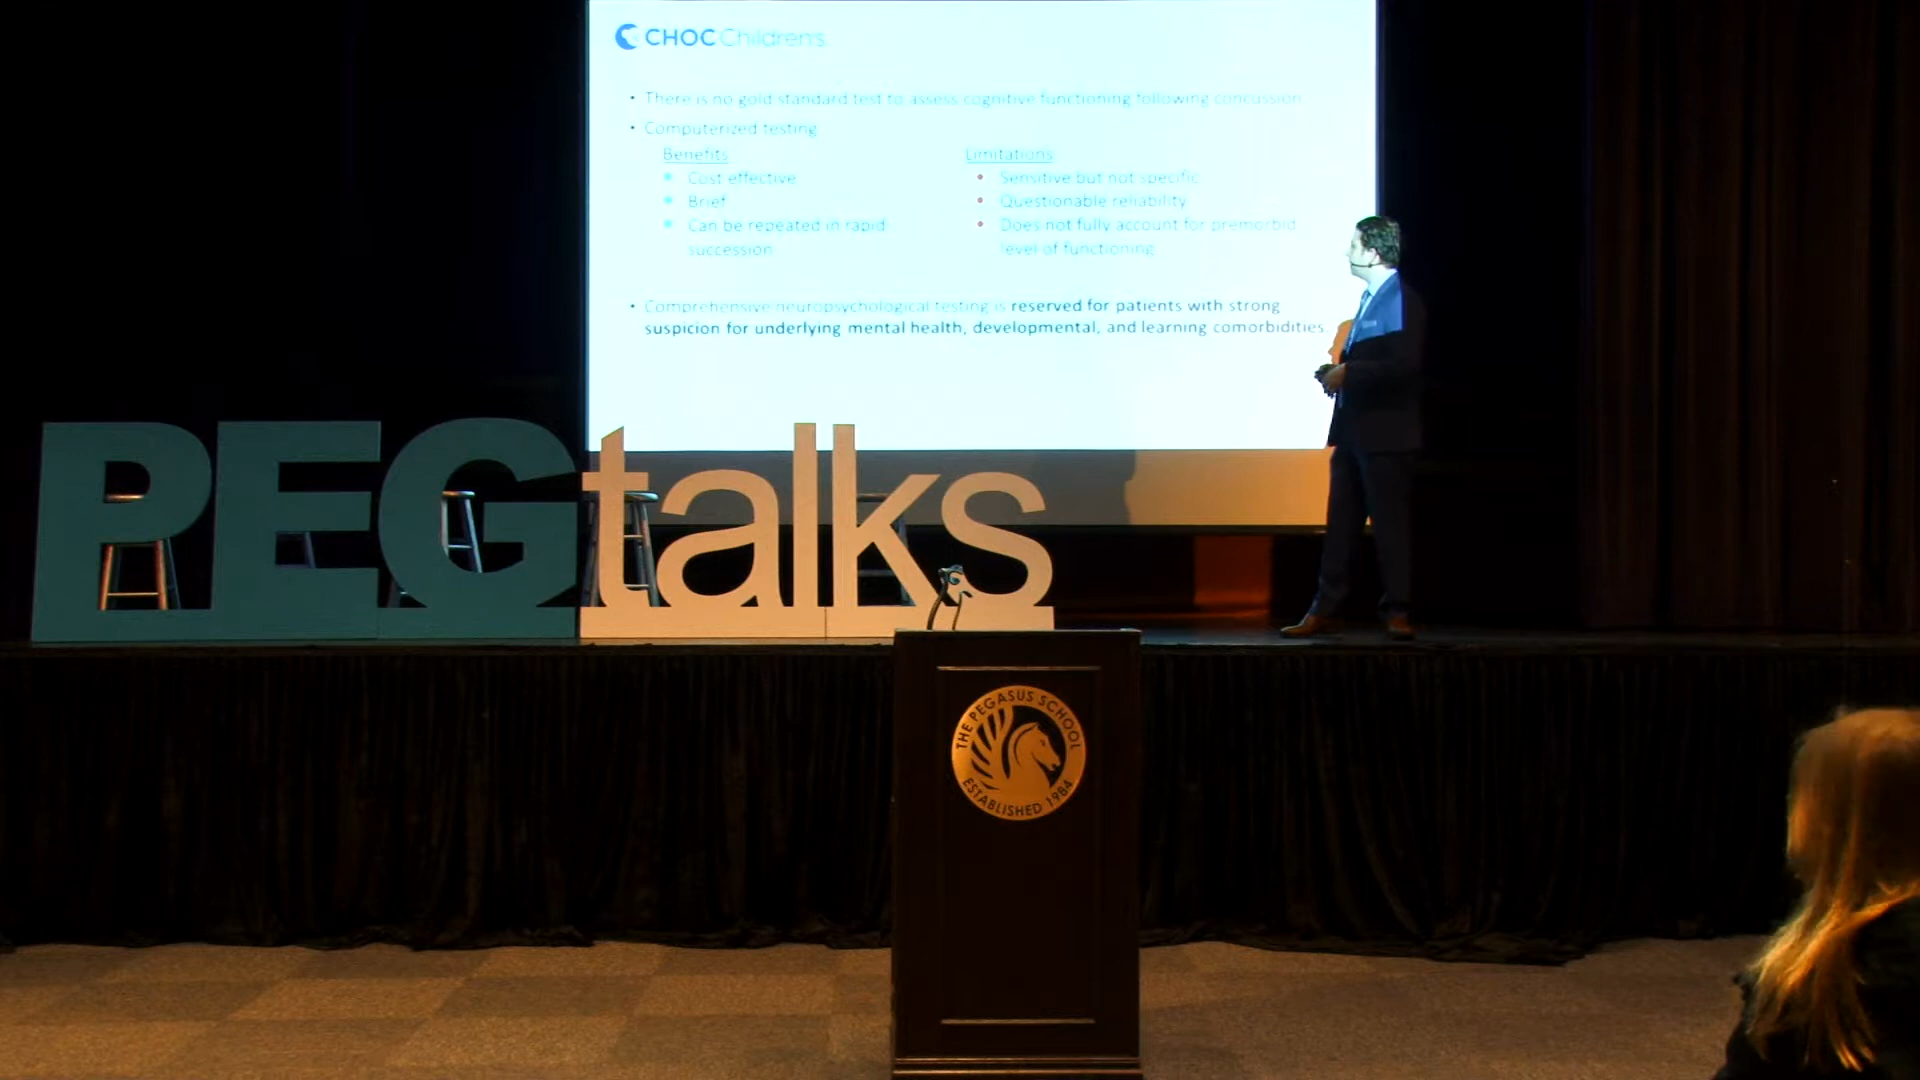 CHOC Children's
• There is no gold standard test to assess cognitive functioning following concussion
• Computerized testing
Benefits
• Cost effective
• Brief
• Can be repeated in rapid
succession
Limitations
• Sensitive but not specific
• Questionable reliability
• Does not fully account for premorbid
level of functioning
• Comprehensive neuropsychological testing is reserved for patients with strong
suspicion for underlying mental health, developmental, and learning comorbidities.
PEGtalks
THE PEGASUS SCHOOL
ESTABLISHED 1984